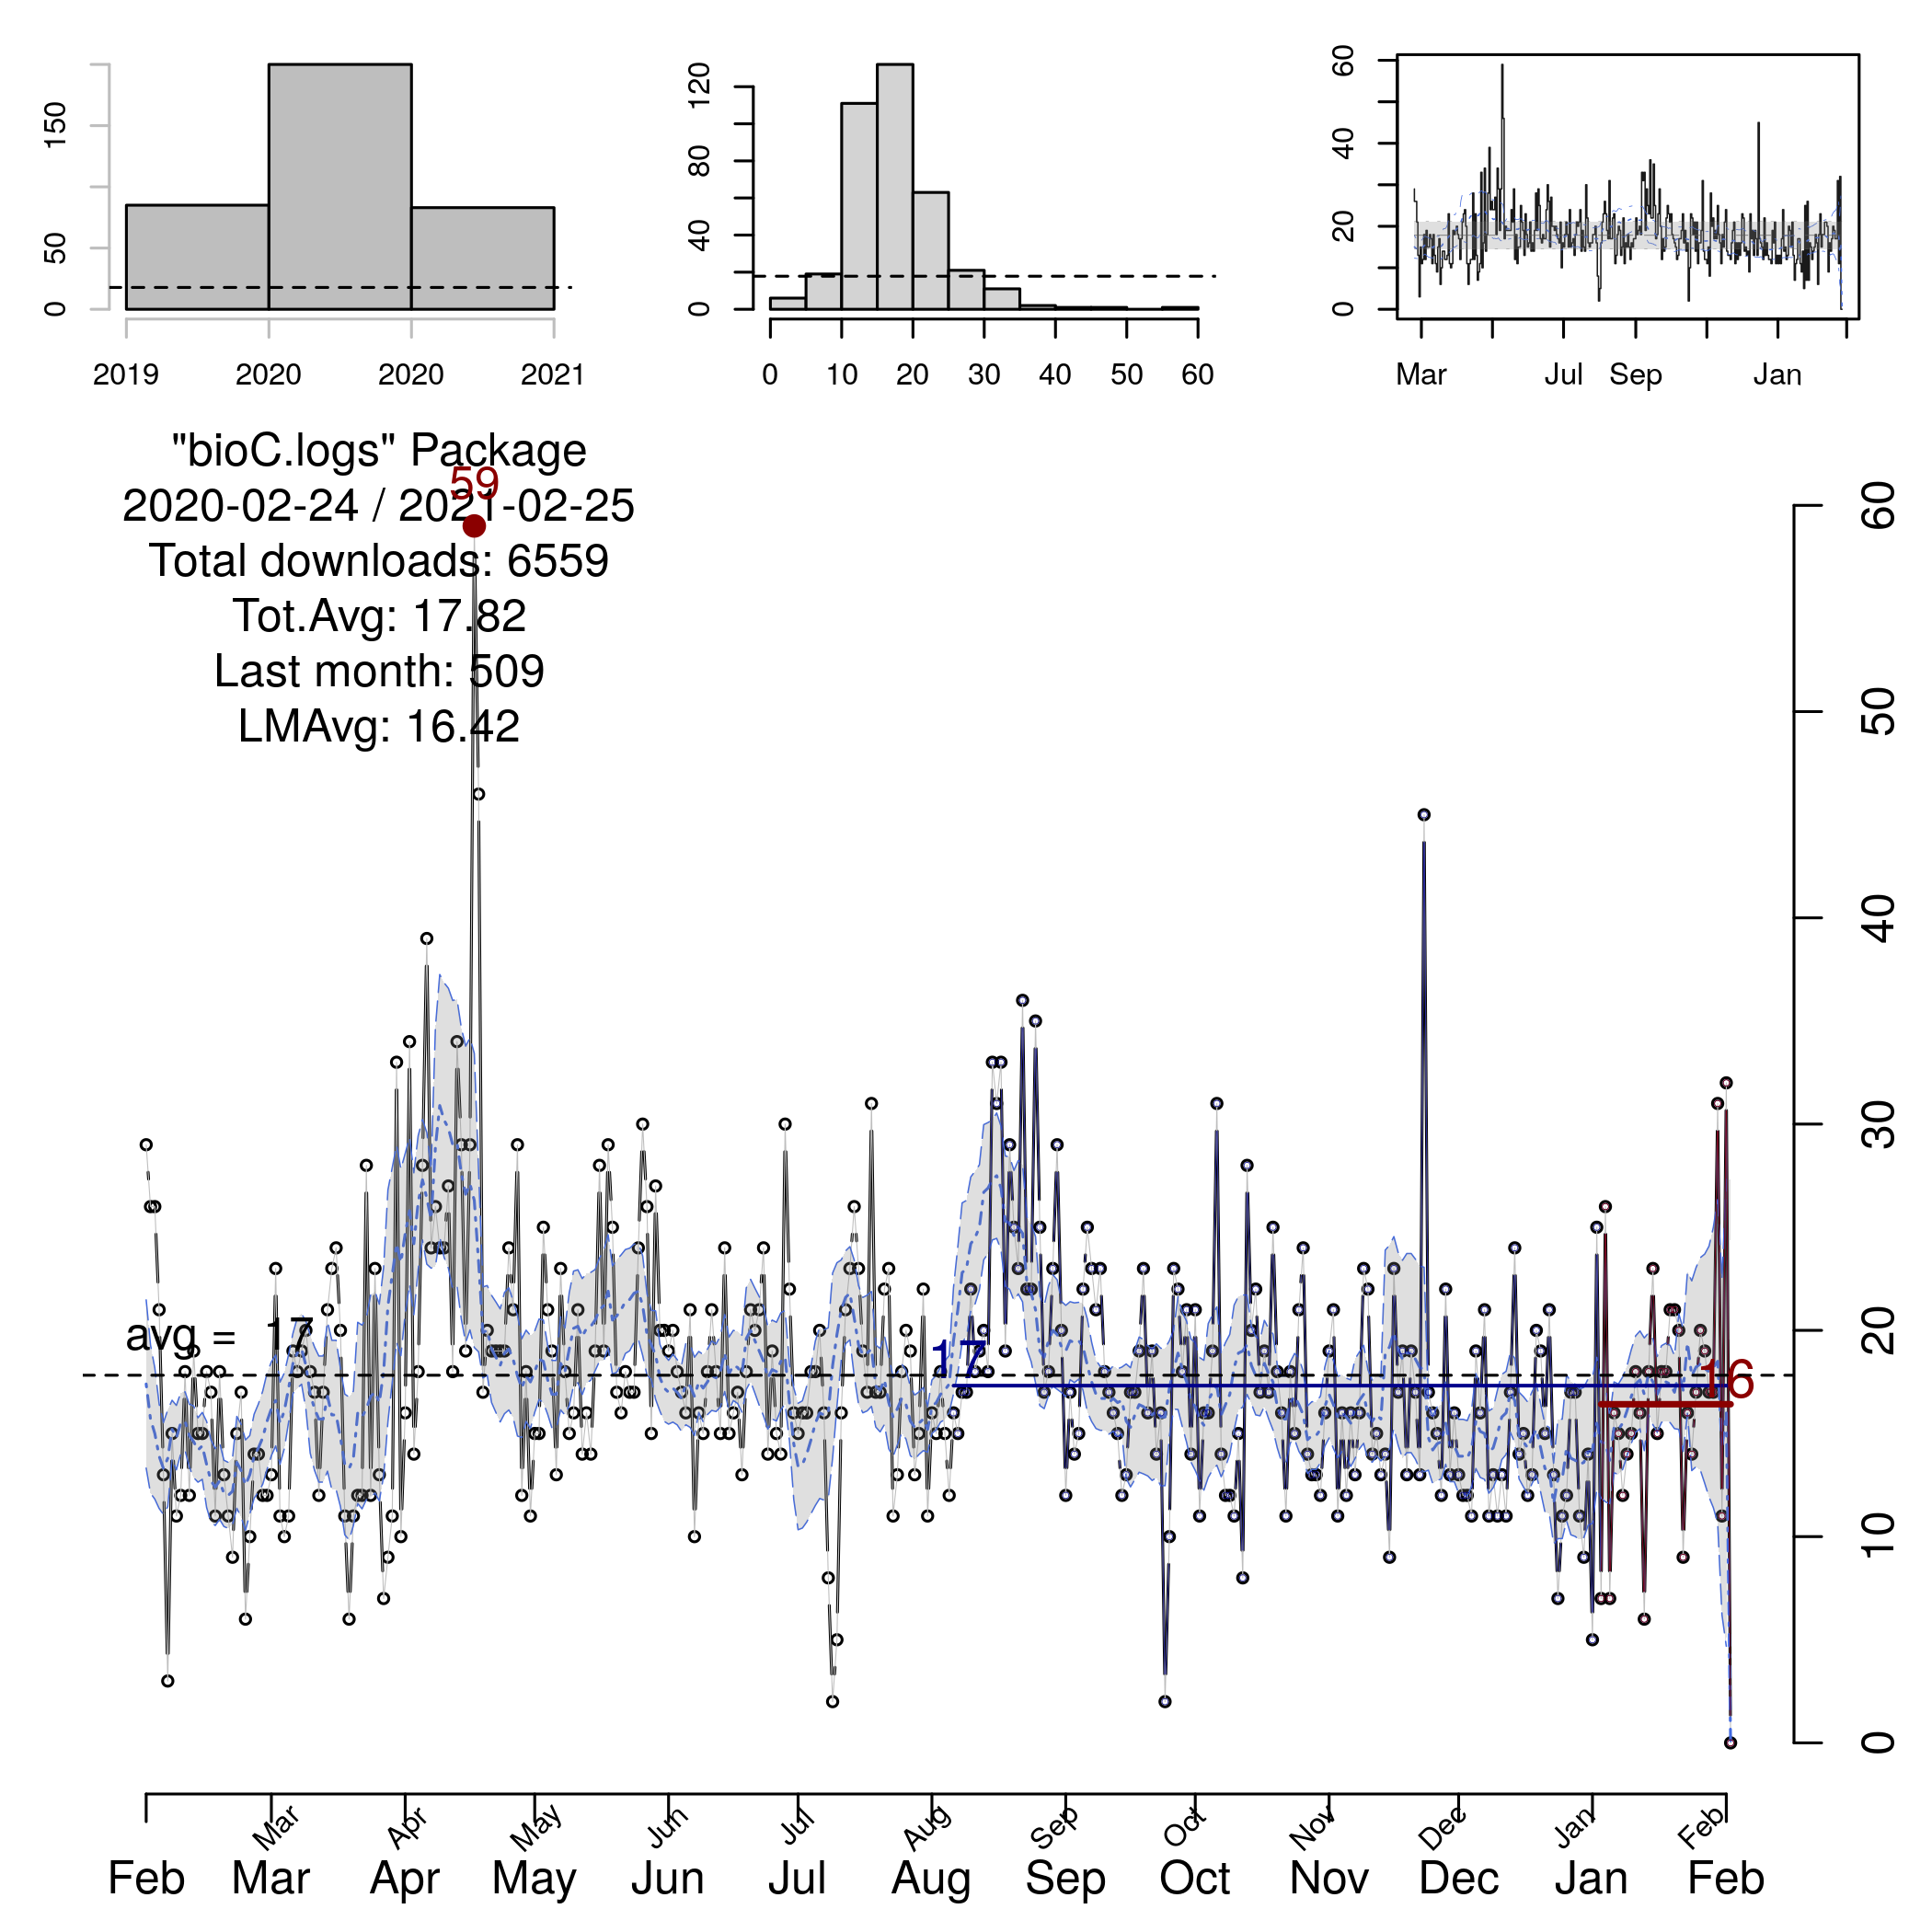 0 50 150
2019 2020 2020 2021
0 40 80 120
0 10 20 30 40 50 60
0 20 40 60
Mar Jul Sep Jan
"bioC.logs" Package
59
2020-02-24 / 2021-02-25
Total downloads: 6559
Tot.Avg: 17.82
Last month: 509
LMAvg: 16.42
avg = 17
17
16
0 10 20 30 40 50 60
Mar Apr May Jun Jul Aug Sep Oct Nov Dec Jan Feb
Feb Mar Apr May Jun Jul Aug Sep Oct Nov Dec Jan Feb